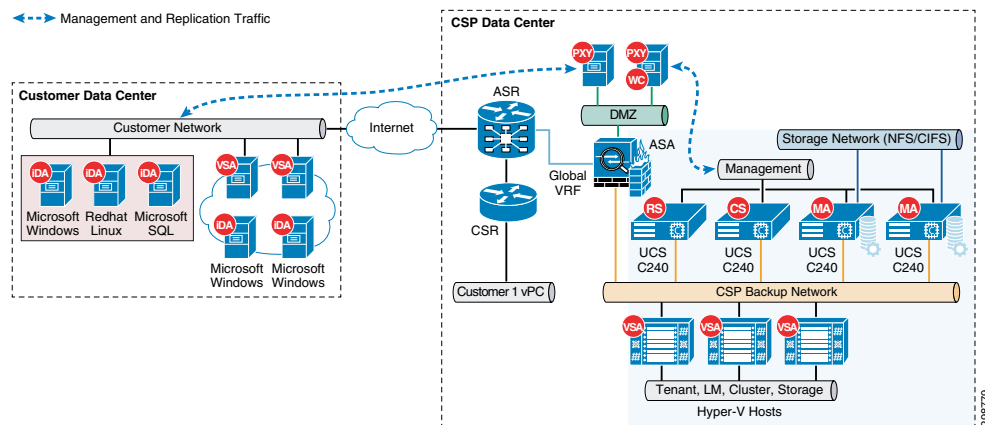 Management and Replication Traffic
CSP Data Center
PXY
PXY
WC
Customer Data Center
ASR
DMZ
Customer Network
Internet
ASA
Storage Network (NFS/CIFS)
Global
VRF
Management
iDA
iDA
iDA
VSA
VSA
Microsoft
Windows
Redhat
Linux
Microsoft
SQL
iDA
iDA
Microsoft
Windows
Microsoft
Windows
CSR
RS
CS
MA
MA
UCS
C240
UCS
C240
UCS
C240
UCS
C240
Customer 1 vPC
CSP Backup Network
VSA
VSA
VSA
Tenant, LM, Cluster, Storage
Hyper-V Hosts